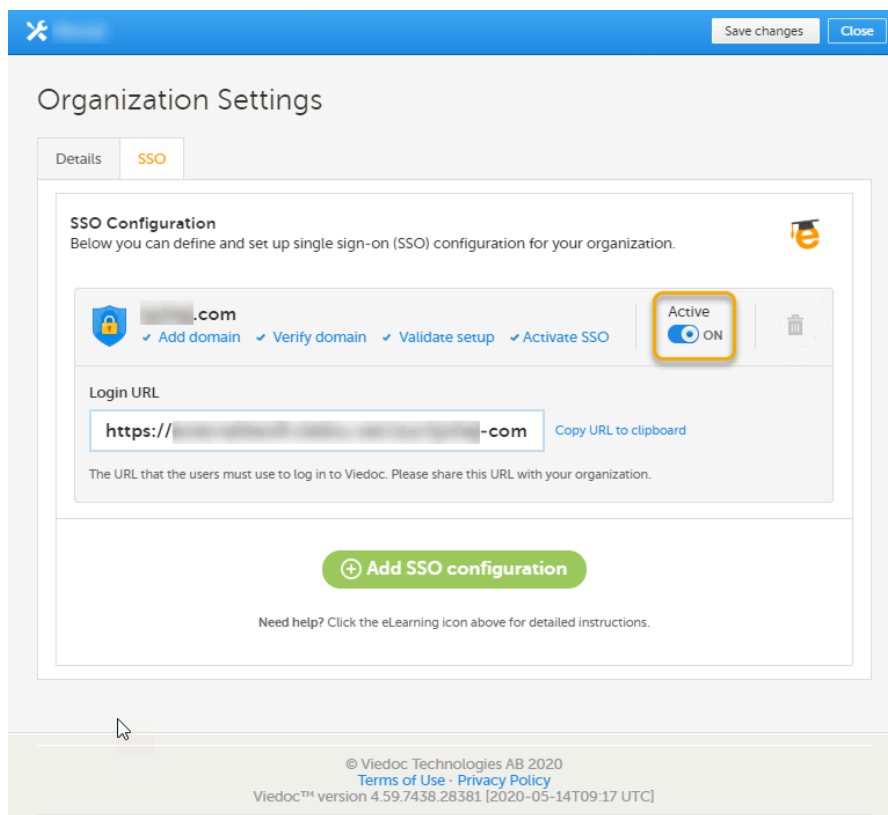 Save changes
Close
Organization Settings
Details
SSO
SSO Configuration
Below you can define and set up single sign-on (SSO) configuration for your organization.
e
.com
Active
Add domain
Verify domain
Validate setup
Activate SSO
ON
Login URL
https://
-com
Copy URL to clipboard
The URL that the users must use to log in to Viedoc. Please share this URL with your organization.
Add SSO configuration
Need help? Click the eLearning icon above for detailed instructions.
© Viedoc Technologies AB 2020
Terms of Use · Privacy Policy
Viedoc™ version 4.59.7438.28381 [2020-05-14T09:17 UTC]